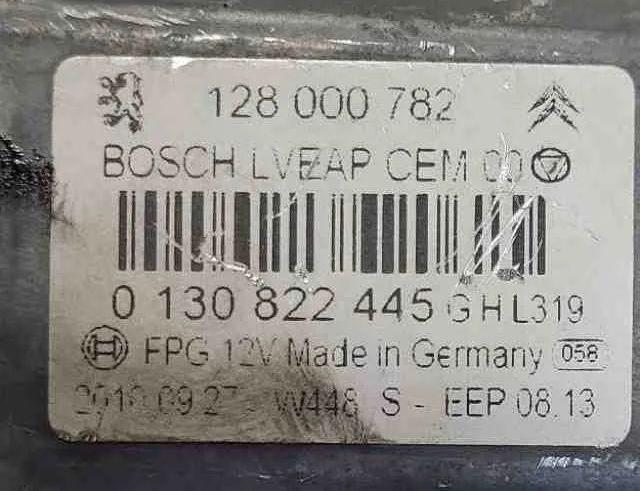 128 000 782
BOSCH LVEAP CEM 00
0 130 822 445 G H L319
FPG 12V Made in Germany 058
W448 S - EEP 08.13